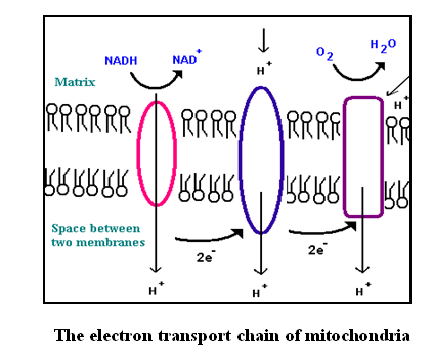 NADH NAD+
H+
O2 H2O
Matrix
H+
Space between
two membranes
2e-
2e-
H+
H+
H+
The electron transport chain of mitochondria